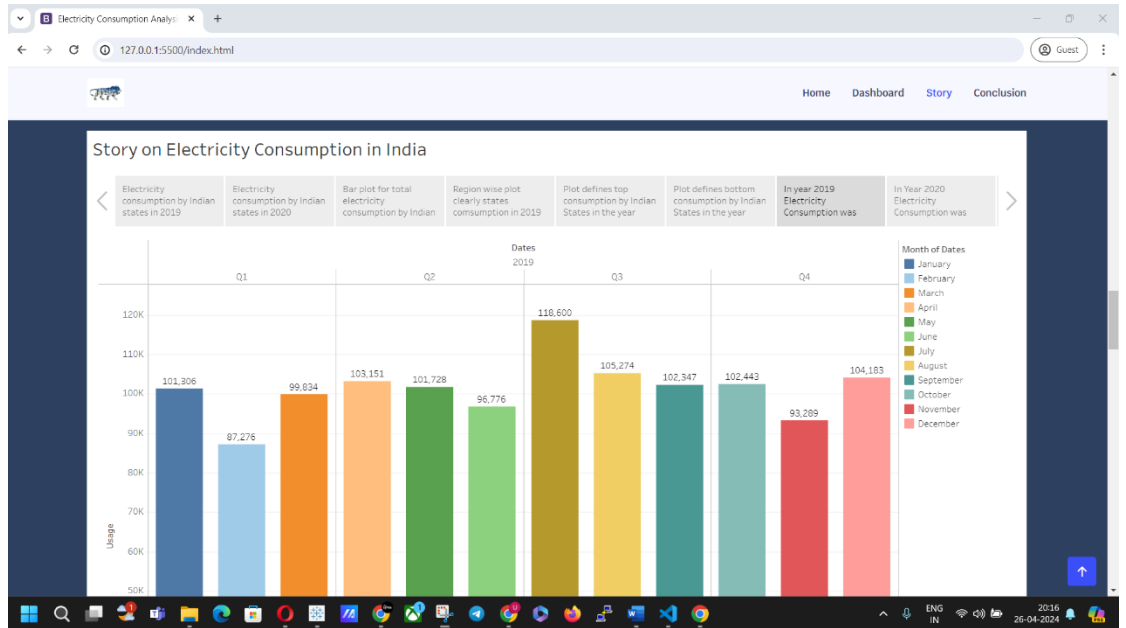 Electricity Consumption Analys
127.0.0.1:5500/index.html
Guest
Home Dashboard Story Conclusion
Story on Electricity Consumption in India
Electricity
consumption by Indian
states in 2019
Electricity
consumption by Indian
states in 2020
Bar plot for total
electricity
consumption by Indian
Region wise plot
clearly states
comsumption in 2019
Plot defines top
consumption by Indian
States in the year
Plot defines bottom
consumption by Indian
States in the year
In year 2019
Electricity
Consumption was
In Year 2020
Electricity
Consumption was
Dates
2019
Q1 Q2 Q3 Q4
120K
110K
100K
90K
80K
70K
60K
50K
Usage
101,306
87,276
99,834
103,151
101,728
96,776
118,600
105,274
102,347
102,443
93,289
104,183
Month of Dates
January
February
March
April
May
June
July
August
September
October
November
December
ENG
IN
20:16
26-04-2024